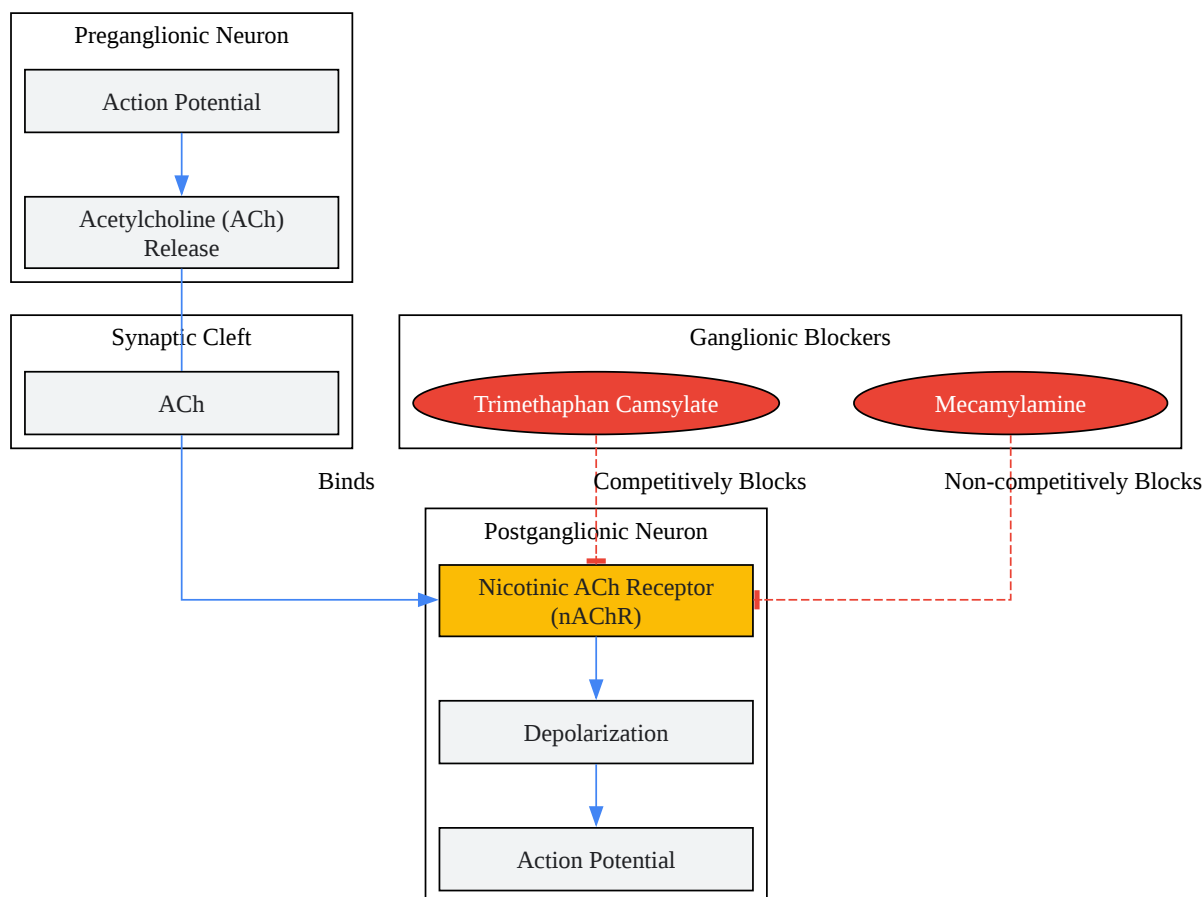 Preganglionic Neuron
Action Potential
Acetylcholine (ACh)
Release
Synaptic Cleft
ACh
Ganglionic Blockers
Trimethaphan Camsylate
Mecamylamine
Binds
Competitively Blocks
Non-competitively Blocks
Postganglionic Neuron
Nicotinic ACh Receptor
(nAChR)
Depolarization
Action Potential